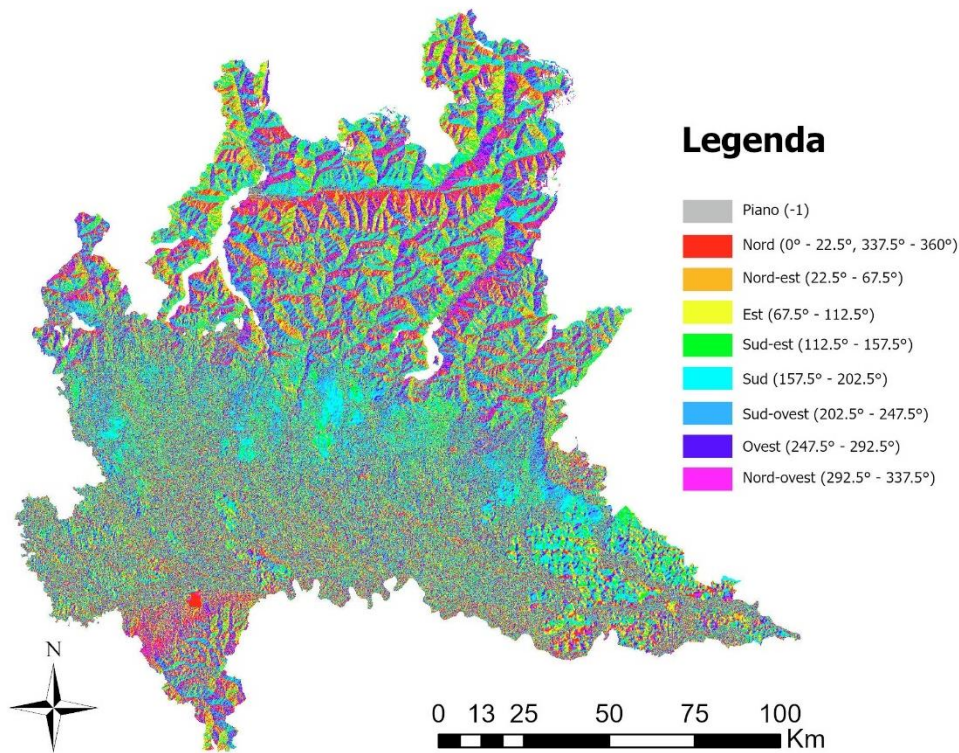 Legenda
Piano (-1)
Nord (0° - 22.5°, 337.5° - 360°)
Nord-est (22.5° - 67.5°)
Est (67.5° - 112.5°)
Sud-est (112.5° - 157.5°)
Sud (157.5° - 202.5°)
Sud-ovest (202.5° - 247.5°)
Ovest (247.5° - 292.5°)
Nord-ovest (292.5° - 337.5°)
N
0 13 25 50 75 100
Km